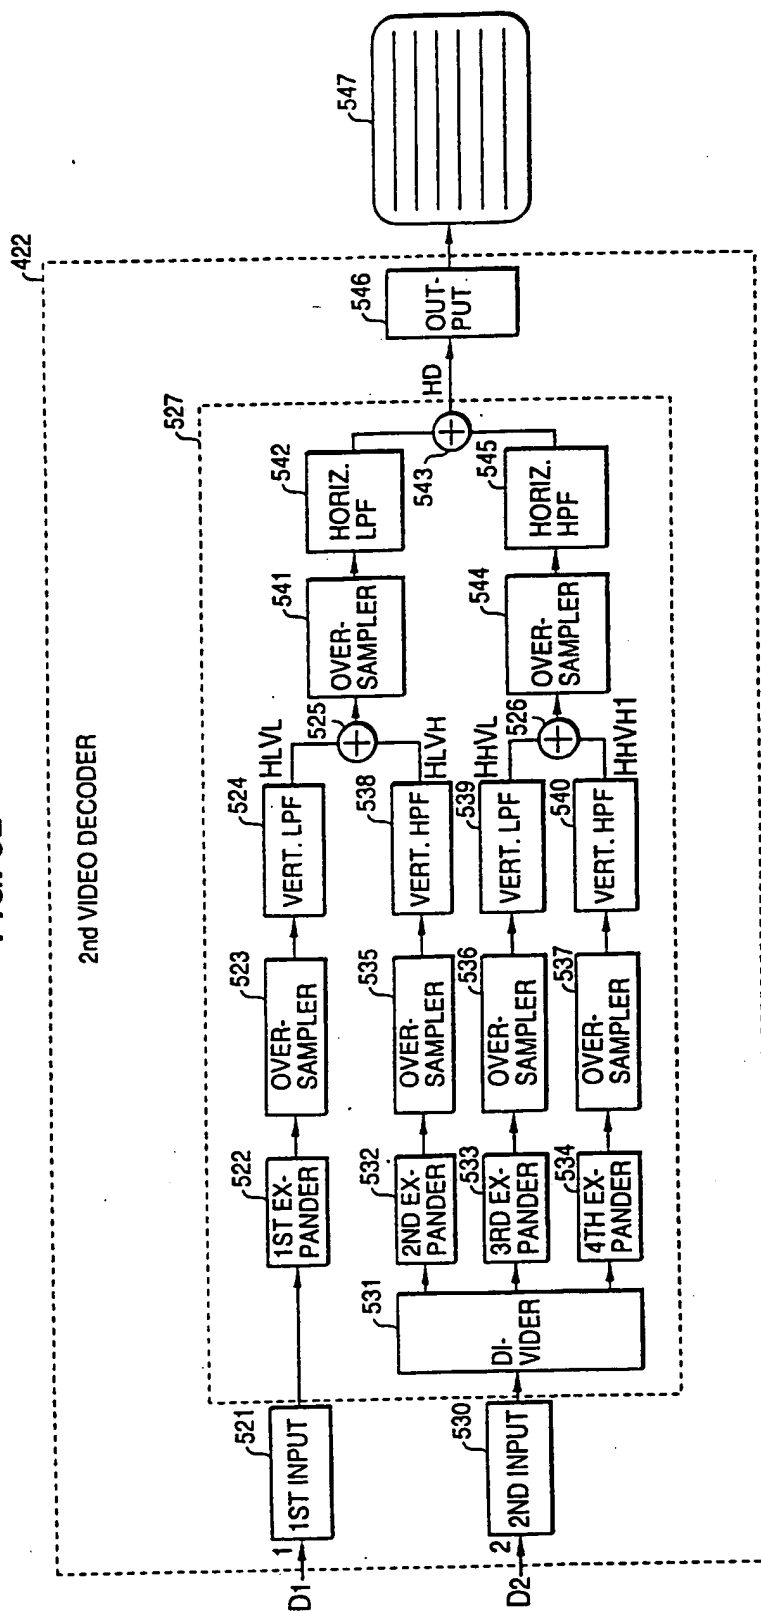 2nd VIDEO DECODER
422
527
D1
1
521
1ST INPUT
522
1ST EX-
PANDER
523
OVER-
SAMPLER
524
VERT. LPF
HLVL
525
541
OVER-
SAMPLER
542
HORIZ.
LPF
D2
2
530
2ND INPUT
531
DI-
VIDER
532
2ND EX-
PANDER
535
OVER-
SAMPLER
538
VERT. HPF
HLVH
533
3RD EX-
PANDER
536
OVER-
SAMPLER
539
VERT. LPF
HHVL
526
534
4TH EX-
PANDER
537
OVER-
SAMPLER
540
VERT. HPF
HHVH1
544
OVER-
SAMPLER
545
HORIZ.
HPF
543
HD
546
OUT-
PUT
547